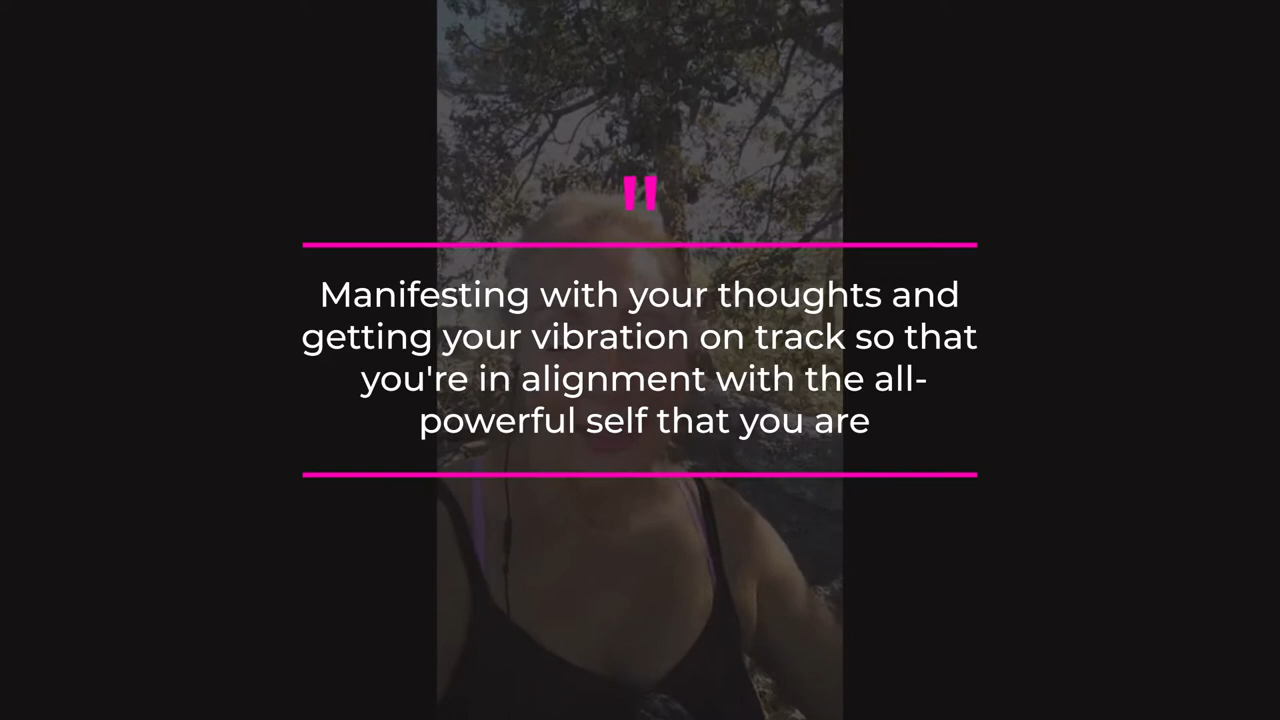 "
Manifesting with your thoughts and
getting your vibration on track so that
you're in alignment with the all-
powerful self that you are